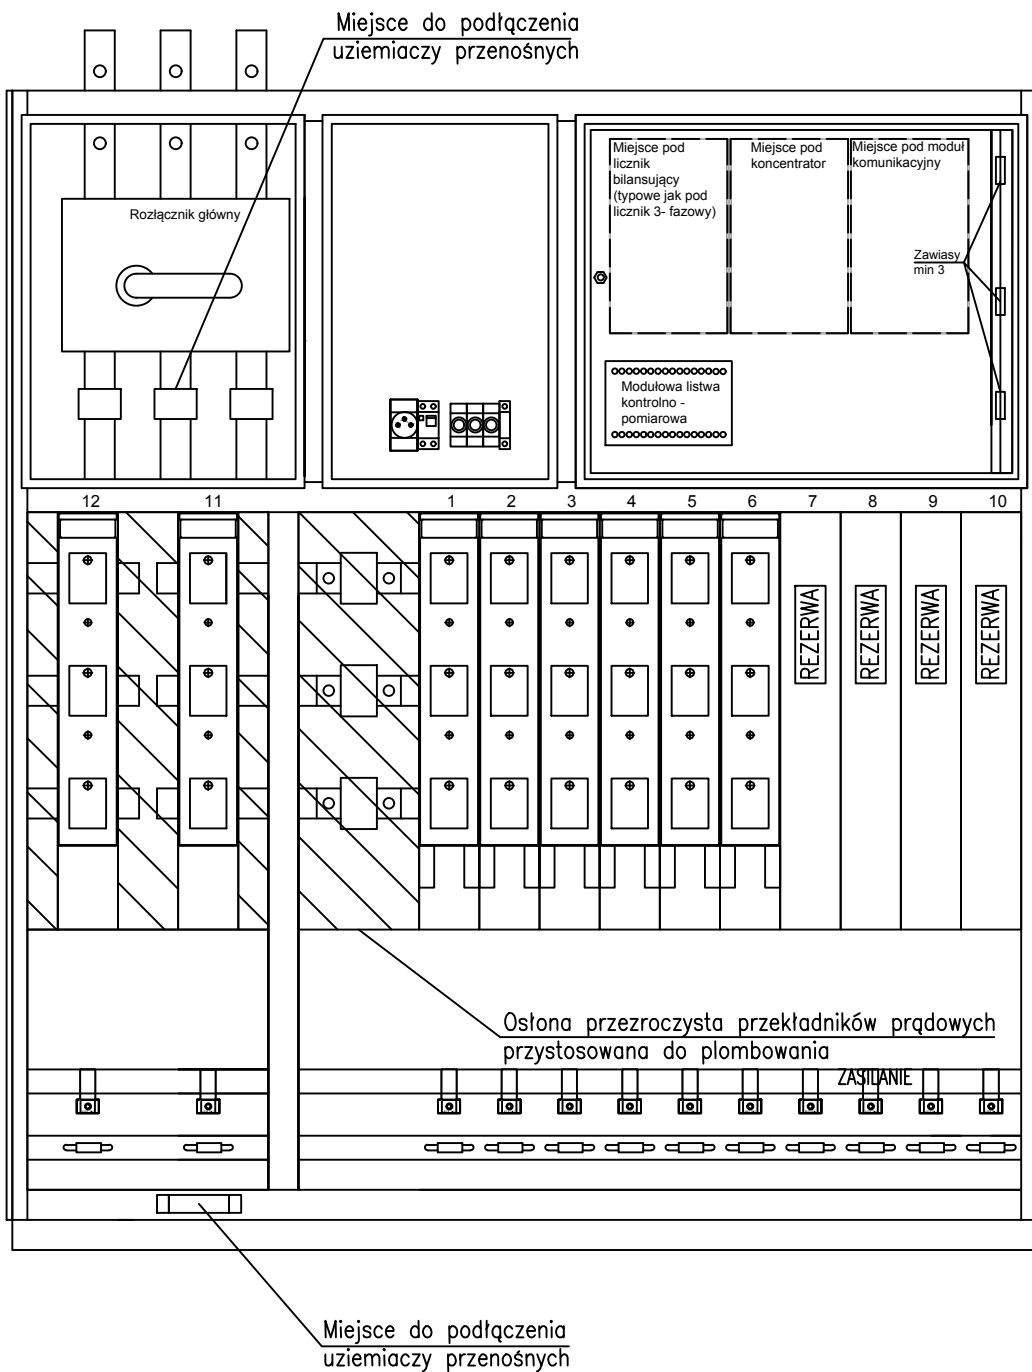 Miejsce do podłączenia
uziemiaczy przenośnych
Rozłącznik główny
Miejsce pod
licznik
bilansujący
(typowe jak pod
licznik 3- fazowy)
Miejsce pod
koncentrator
Miejsce pod moduł
komunikacyjny
Zawiasy
min 3
Modułowa listwa
kontrolno -
pomiarowa
12 11 1 2 3 4 5 6 7 8 9 10
REZERWA
REZERWA
REZERWA
REZERWA
Osłona przezroczysta przekładników prądowych
przystosowana do plombowania
ZASILANIE
Miejsce do podłączenia
uziemiaczy przenośnych